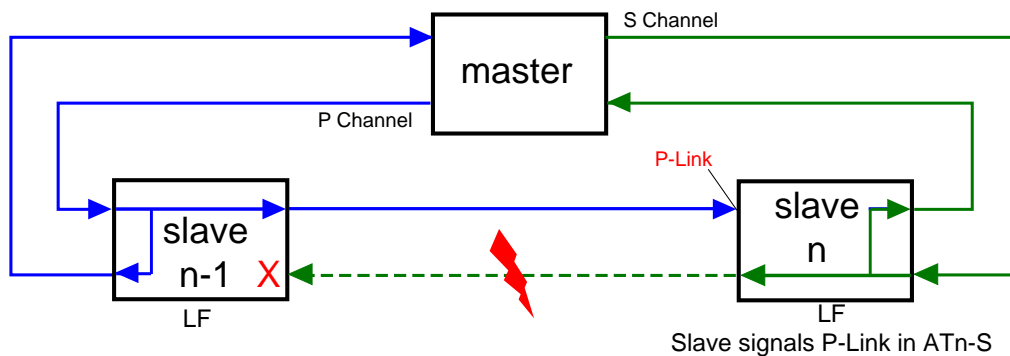 S Channel
master
P Channel
P-Link
slave
n-1
X
LF
slave
n
LF
Slave signals P-Link in ATn-S